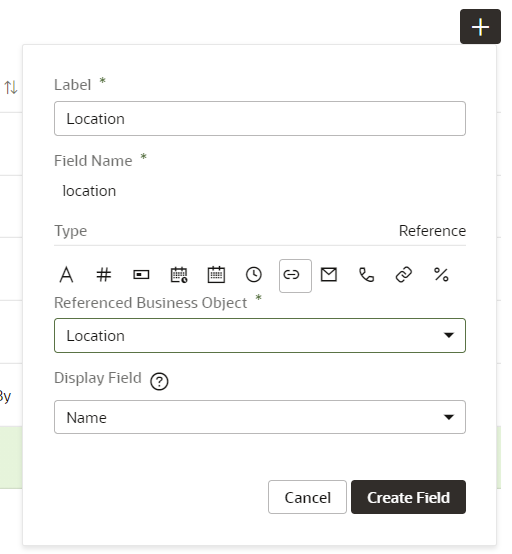 Label *
Location
Field Name *
location
Type Reference
Referenced Business Object *
Location
Display Field ?
Name
By
Cancel Create Field